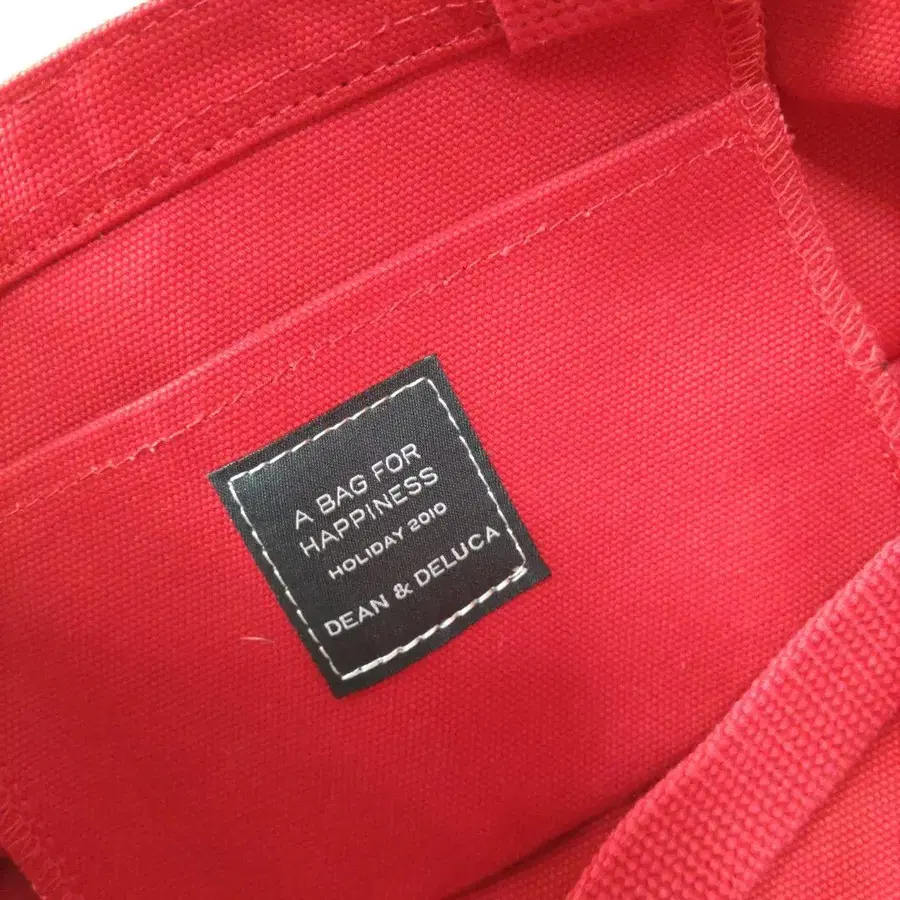 A BAG FOR
HAPPINESS
HOLIDAY 2010
DEAN & DELUCA